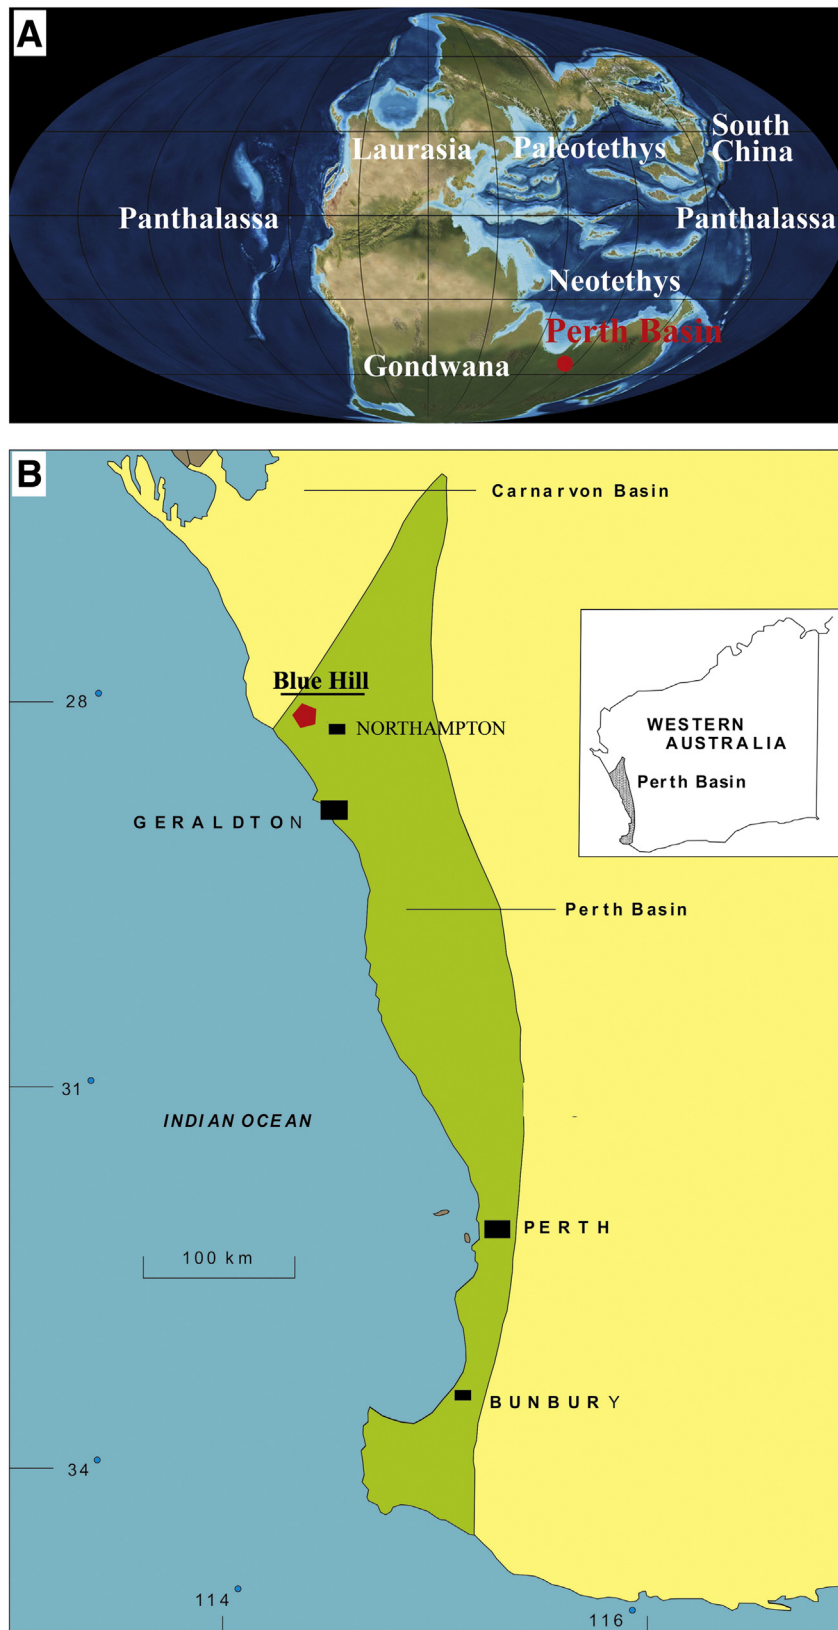 A
Laurasia
Paleotethys
South
China
Panthalassa
Panthalassa
Neotethys
Perth Basin
Gondwana
B
Carnarvon Basin
Blue Hill
28
NORTHAMPTON
WESTERN
AUSTRALIA
Perth Basin
GERALDTON
Perth Basin
31
INDIAN OCEAN
PERTH
100 km
BUNBURY
34
114
116